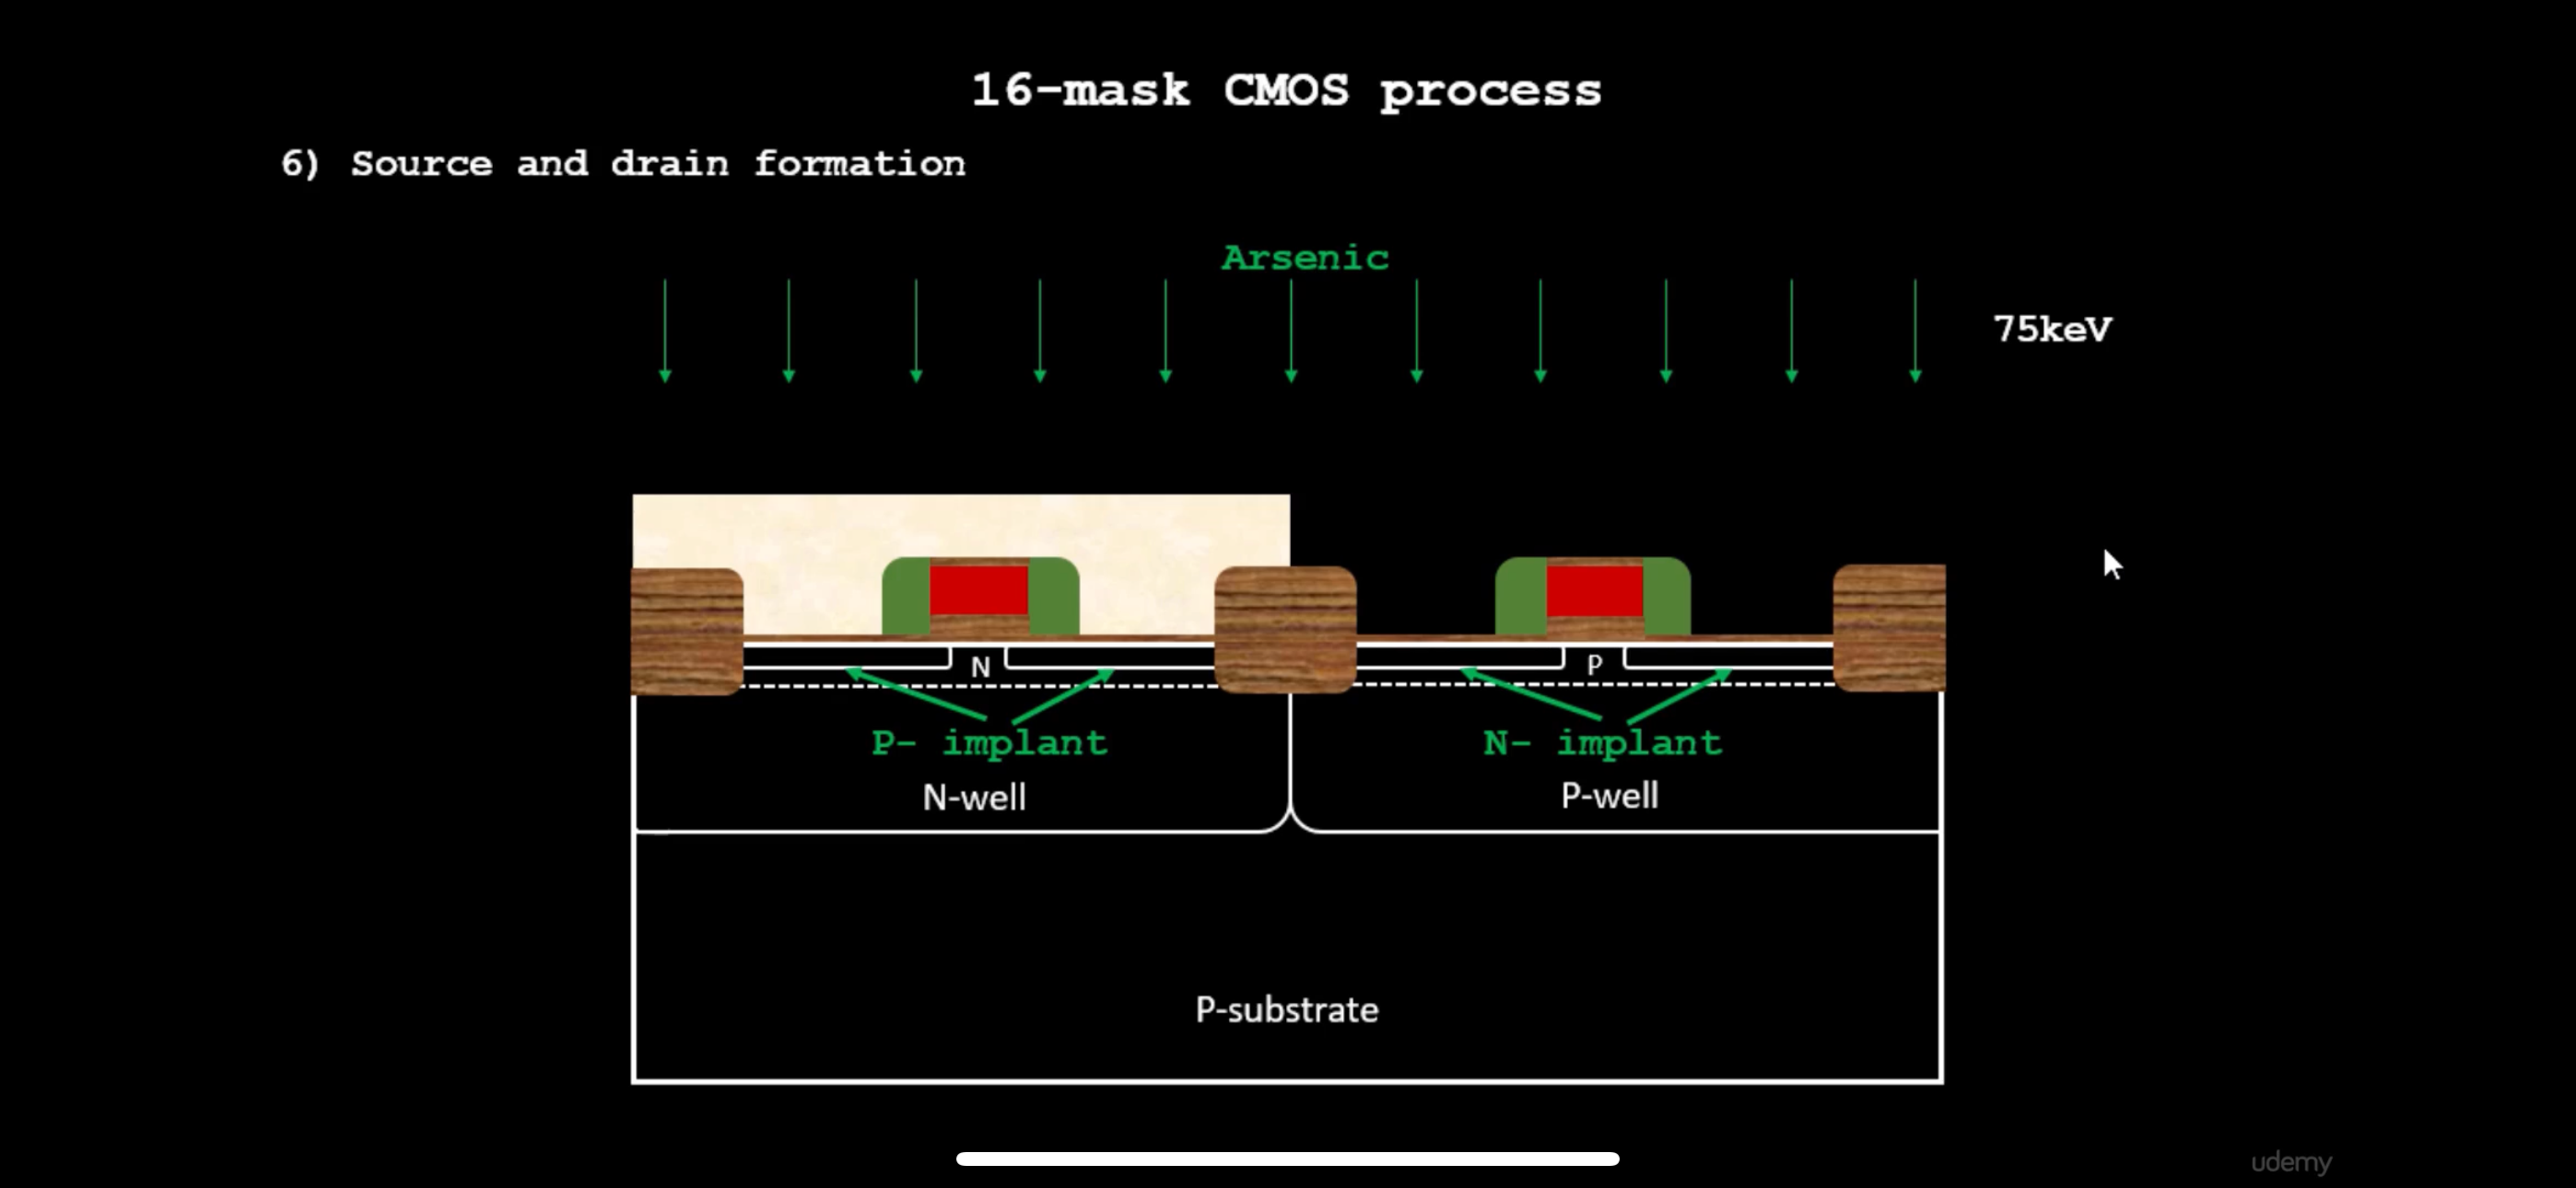 16-mask CMOS process
6) Source and drain formation
Arsenic
75keV
N
P
P- implant
N- implant
N-well
P-well
P-substrate
udemy